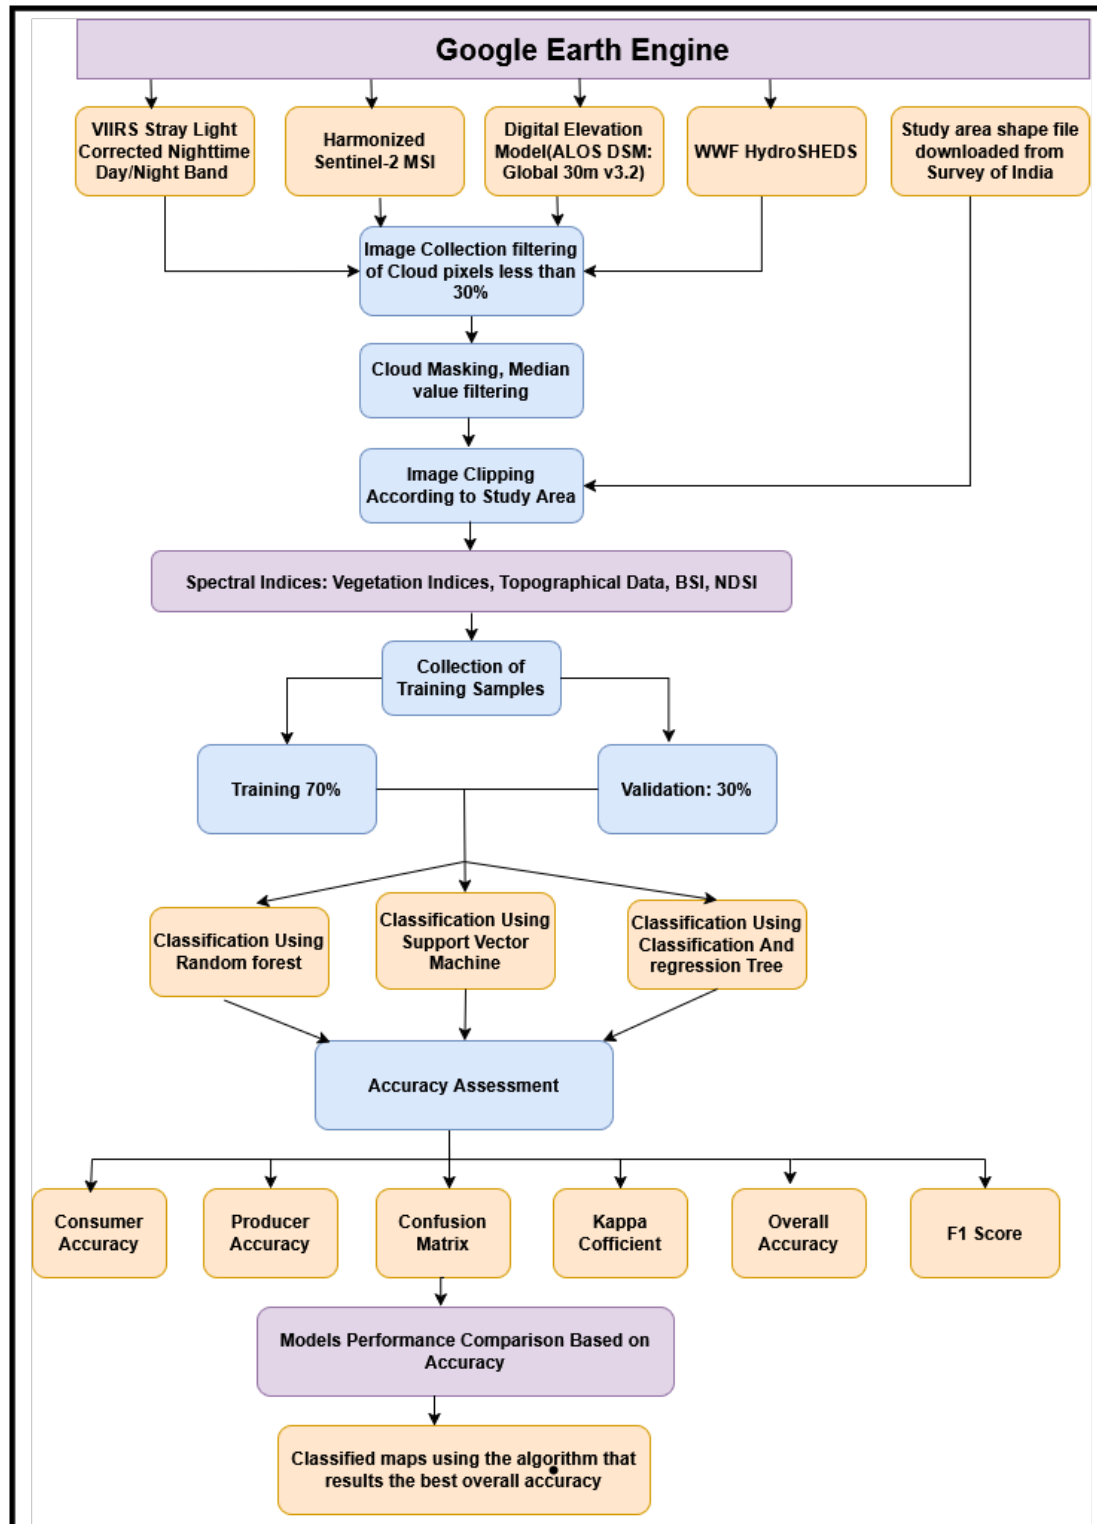 Google Earth Engine
VIIRS Stray Light
Corrected Nighttime
Day/Night Band
Harmonized
Sentinel-2 MSI
Digital Elevation
Model(ALOS DSM:
Global 30m v3.2)
WWF HydroSHEDS
Study area shape file
downloaded from
Survey of India
Image Collection filtering
of Cloud pixels less than
30%
Cloud Masking, Median
value filtering
Image Clipping
According to Study Area
Spectral Indices: Vegetation Indices, Topographical Data, BSI, NDSI
Collection of
Training Samples
Training 70%
Validation: 30%
Classification Using
Random forest
Classification Using
Support Vector
Machine
Classification Using
Classification And
regression Tree
Accuracy Assessment
Consumer
Accuracy
Producer
Accuracy
Confusion
Matrix
Kappa
Cofficient
Overall
Accuracy
F1 Score
Models Performance Comparison Based on
Accuracy
Classified maps using the algorithm that
results the best overall accuracy